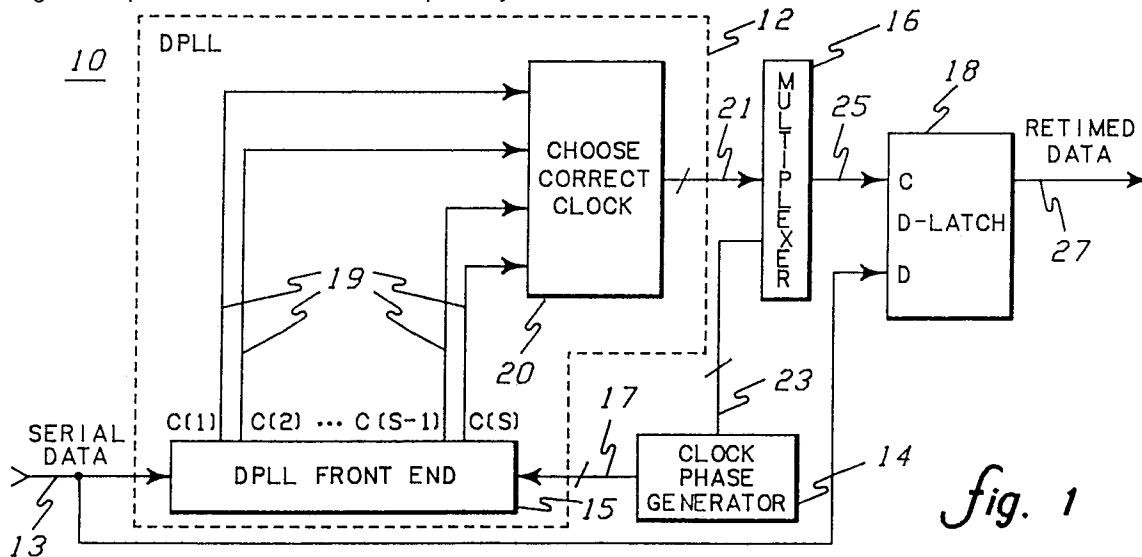 DPLL
12
16
10
MULTIPLEXER
18
21
25
RETIMED
DATA
CHOOSE
CORRECT
CLOCK
C
D-LATCH
D
27
19
20
23
17
C(1) C(2) ... C(S-1) C(S)
SERIAL
DATA
DPLL FRONT END
CLOCK
PHASE
GENERATOR
14
15
13
fig. 1